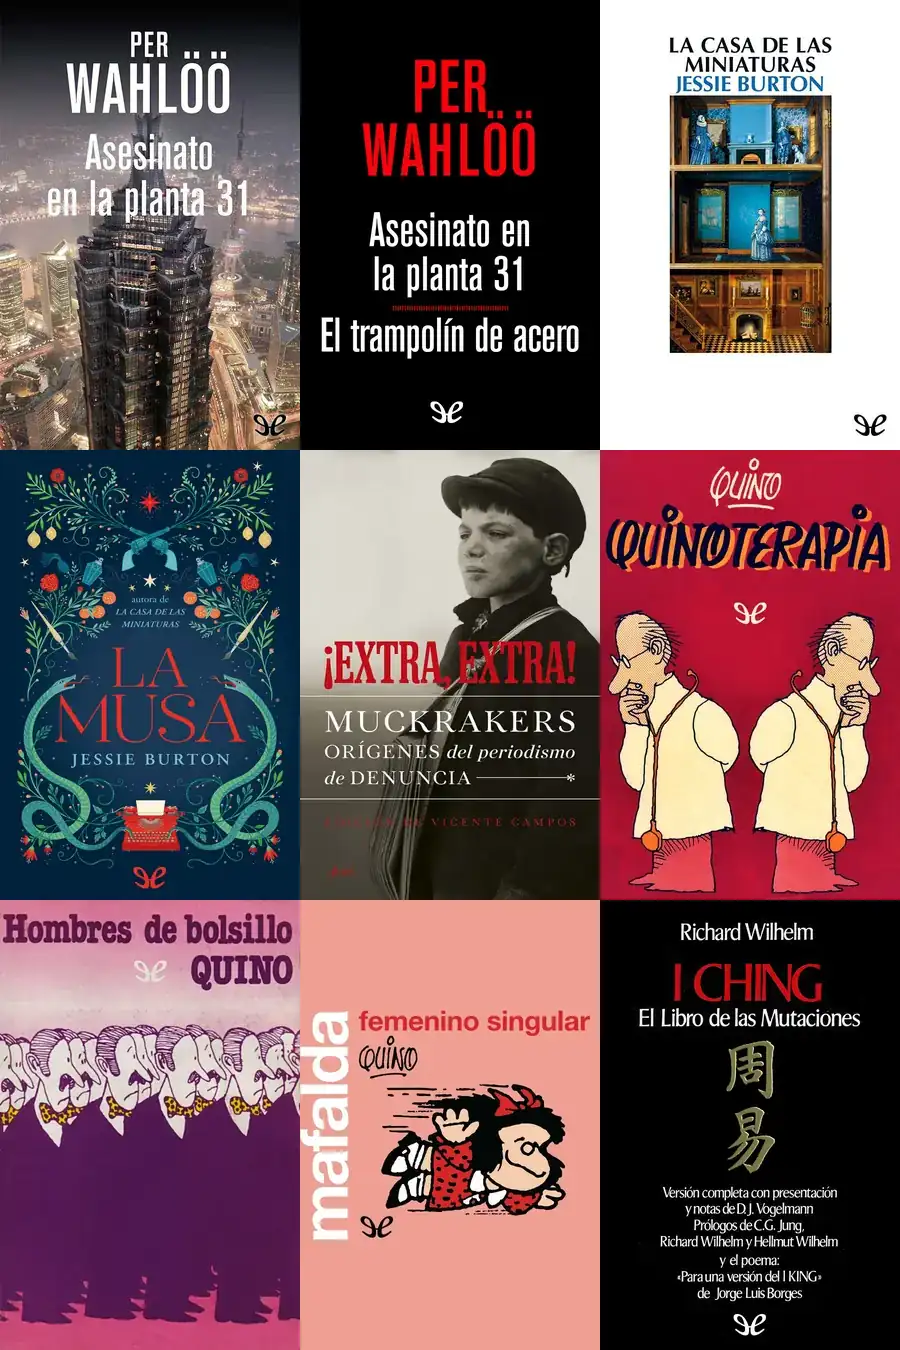 PER
WAHLÖÖ
Asesinato
en la planta 31
PER
WAHLÖÖ
Asesinato en
la planta 31
El trampolín de acero
LA CASA DE LAS
MINIATURAS
JESSIE BURTON
autora de
LA CASA DE LAS
MINIATURAS
LA
MUSA
JESSIE BURTON
¡EXTRA, EXTRA!
MUCKRAKERS
ORÍGENES del periodismo
de DENUNCIA *
EDICIÓN DE VICENTE CAMPOS
QUINO
QUINOTERAPIA
Hombres de bolsillo
QUINO
mafalda
femenino singular
QUINO
Richard Wilhelm
I CHING
El Libro de las Mutaciones
周
易
Versión completa con presentación
y notas de D.J. Vogelmann
Prólogos de C.G. Jung,
Richard Wilhelm y Hellmut Wilhelm
y el poema:
«Para una versión del I KING»
de Jorge Luis Borges